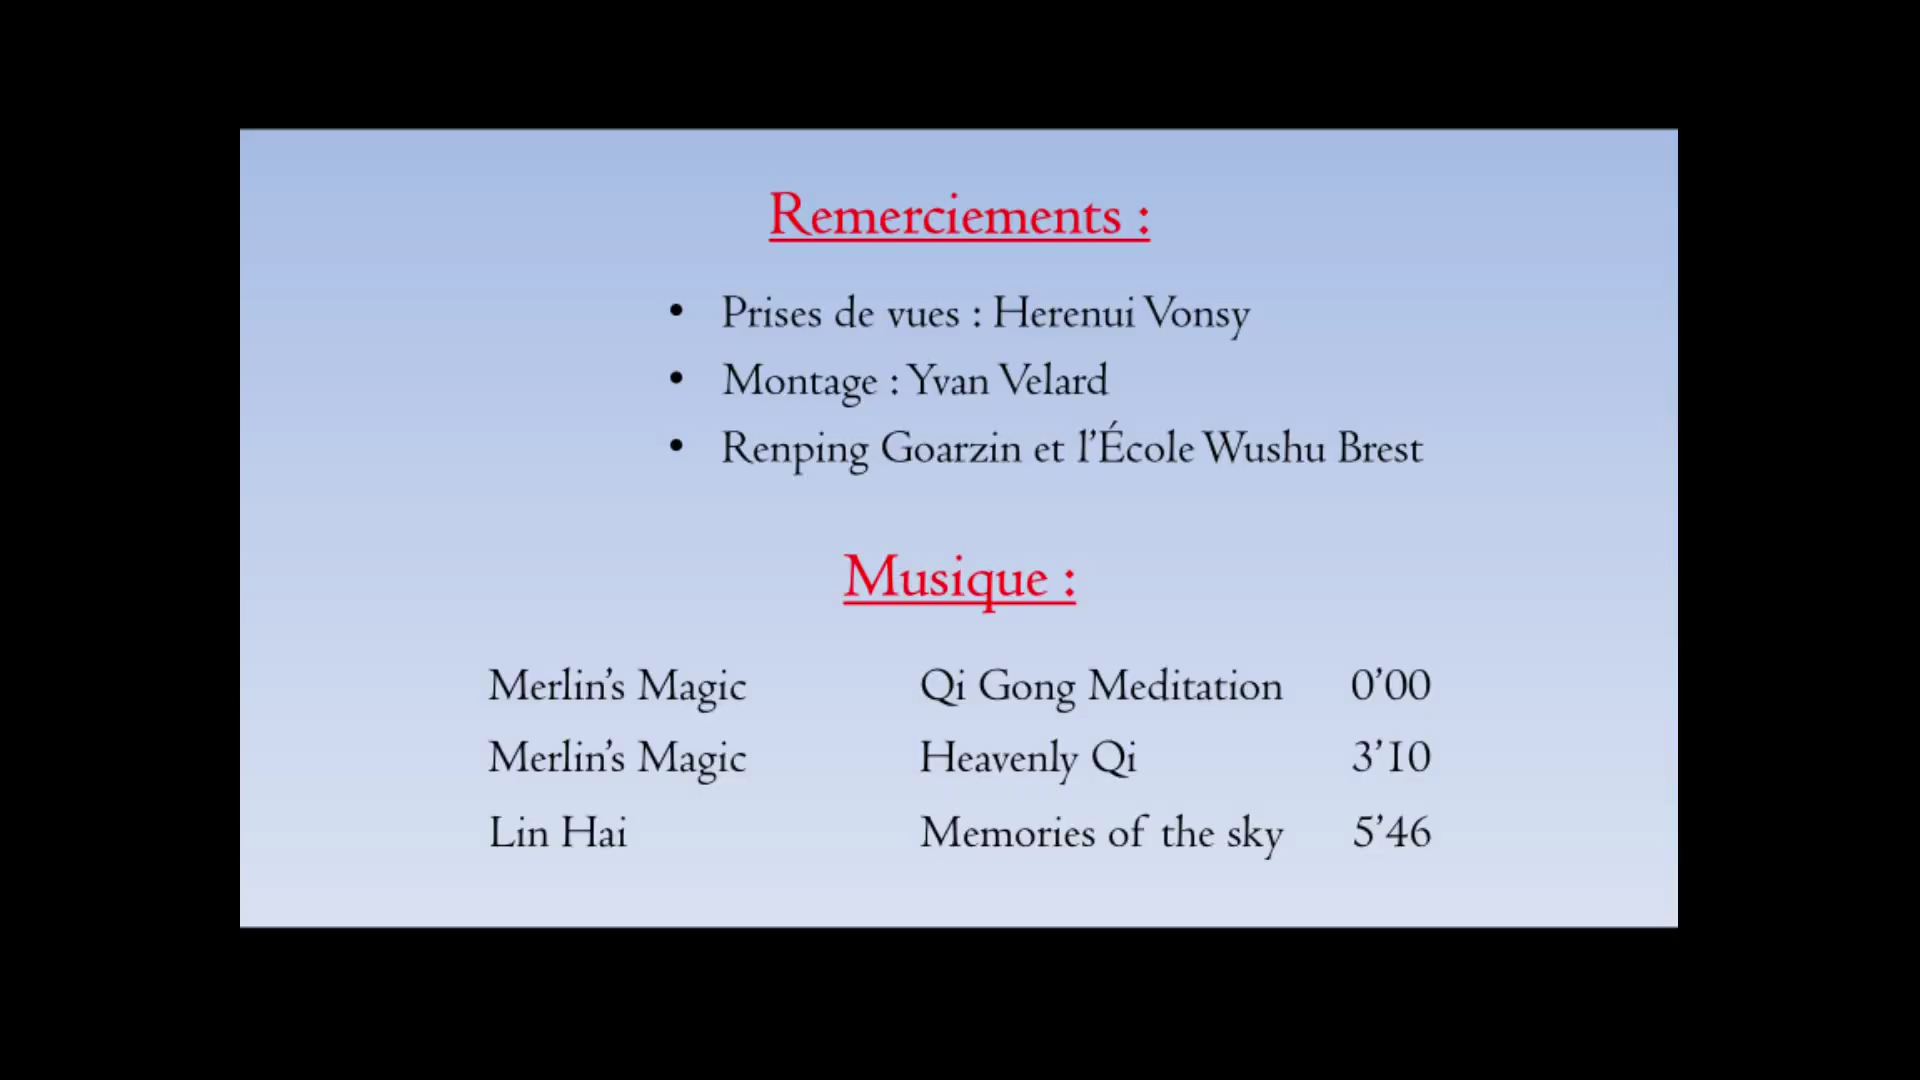 Remerciements :
• Prises de vues : Herenui Vonsy
• Montage : Yvan Velard
• Renping Goarzin et l’École Wushu Brest
Musique :
Merlin’s Magic Qi Gong Meditation 0’00
Merlin’s Magic Heavenly Qi 3’10
Lin Hai Memories of the sky 5’46